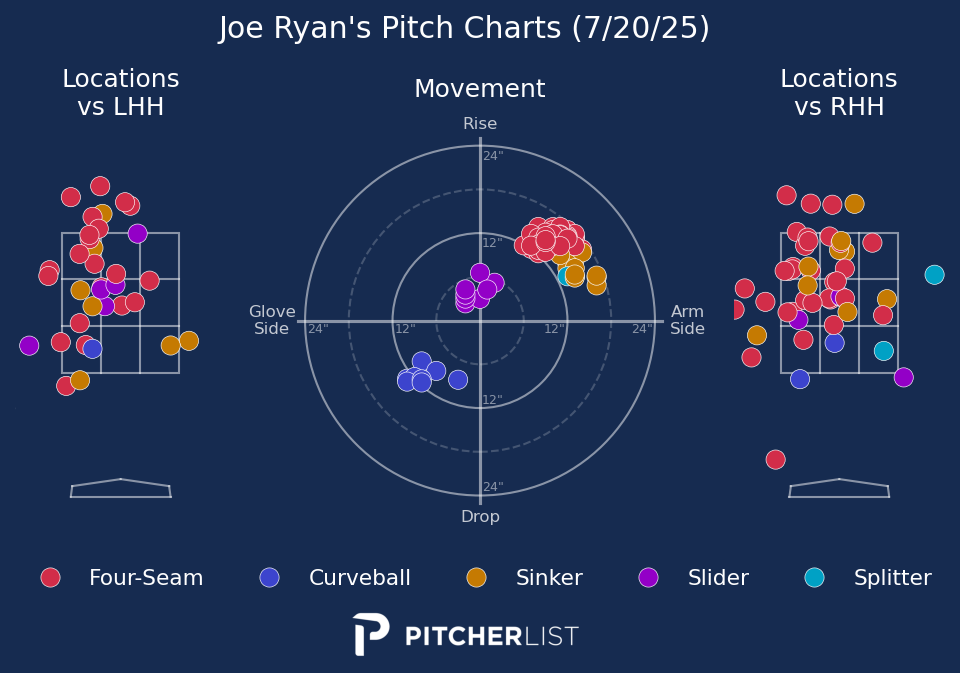 Joe Ryan's Pitch Charts (7/20/25)
Locations
vs LHH
Movement
Locations
vs RHH
Rise
24"
12"
Glove
Side
24"
12"
12"
24"
Arm
Side
12"
24"
Drop
Four-Seam
Curveball
Sinker
Slider
Splitter
PITCHERLIST